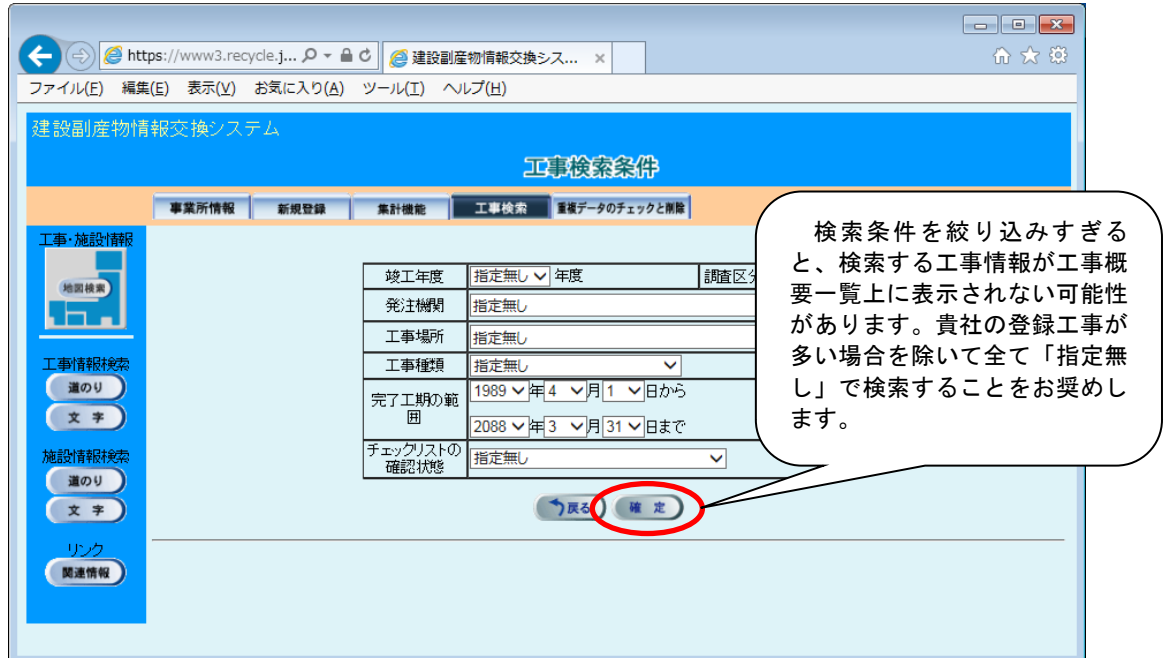 https://www3.recycle.j...
建設副産物情報交換シス... ×
ファイル(F) 編集(E) 表示(V) お気に入り(A) ツール(T) ヘルプ(H)
建設副産物情報交換システム
工事検索条件
事業所情報 新規登録 集計機能 工事検索 重複データのチェックと削除
工事・施設情報
地図検索
工事情報検索
道のり
文 字
施設情報検索
道のり
文 字
リンク
関連情報
竣工年度 指定無し 年度 調査区分
発注機関 指定無し
工事場所 指定無し
工事種類 指定無し
完了工期の範
囲
1989 年 4 月 1 日から
2088 年 3 月 31 日まで
チェックリストの
確認状態
指定無し
戻る 確 定
検索条件を絞り込みすぎる
と、検索する工事情報が工事概
要一覧上に表示されない可能性
があります。貴社の登録工事が
多い場合を除いて全て「指定無
し」で検索することをお奨めし
ます。